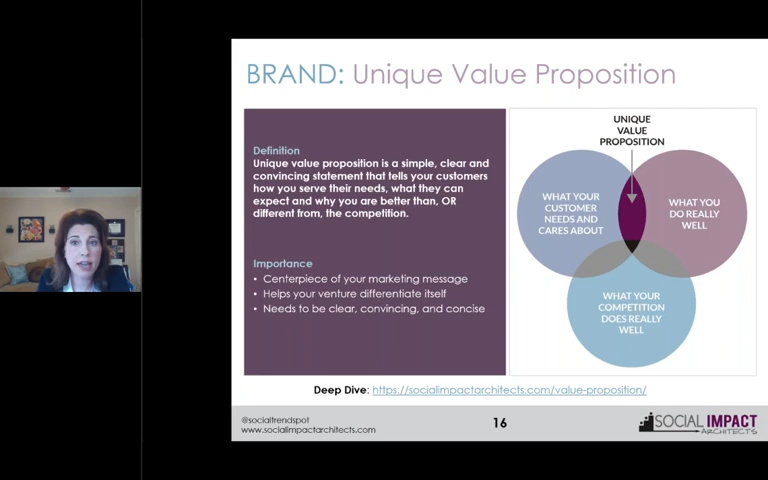 BRAND: Unique Value Proposition
Definition
Unique value proposition is a simple, clear and
convincing statement that tells your customers
how you serve their needs, what they can
expect and why you are better than, OR
different from, the competition.
Importance
• Centerpiece of your marketing message
• Helps your venture differentiate itself
• Needs to be clear, convincing, and concise
UNIQUE
VALUE
PROPOSITION
WHAT YOUR
CUSTOMER
NEEDS AND
CARES ABOUT
WHAT YOU
DO REALLY
WELL
WHAT YOUR
COMPETITION
DOES REALLY
WELL
Deep Dive: https://socialimpactarchitects.com/value-proposition/
@socialtrendspot
www.socialimpactarchitects.com
16
SOCIAL IMPACT
ARCHITECTS